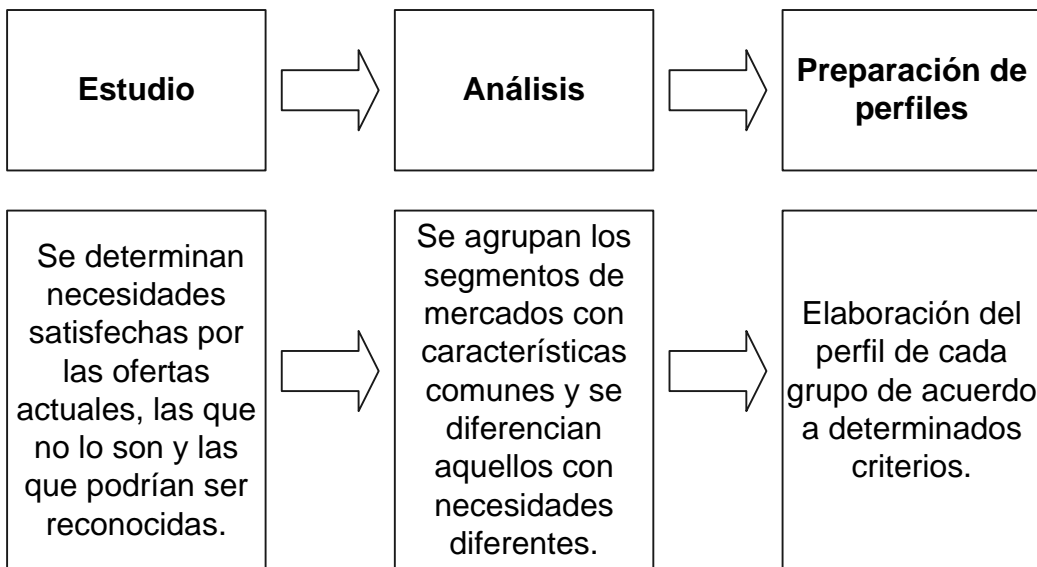 Estudio
Análisis
Preparación de
perfiles
Se determinan
necesidades
satisfechas por
las ofertas
actuales, las que
no lo son y las
que podrían ser
reconocidas.
Se agrupan los
segmentos de
mercados con
características
comunes y se
diferencian
aquellos con
necesidades
diferentes.
Elaboración del
perfil de cada
grupo de acuerdo
a determinados
criterios.